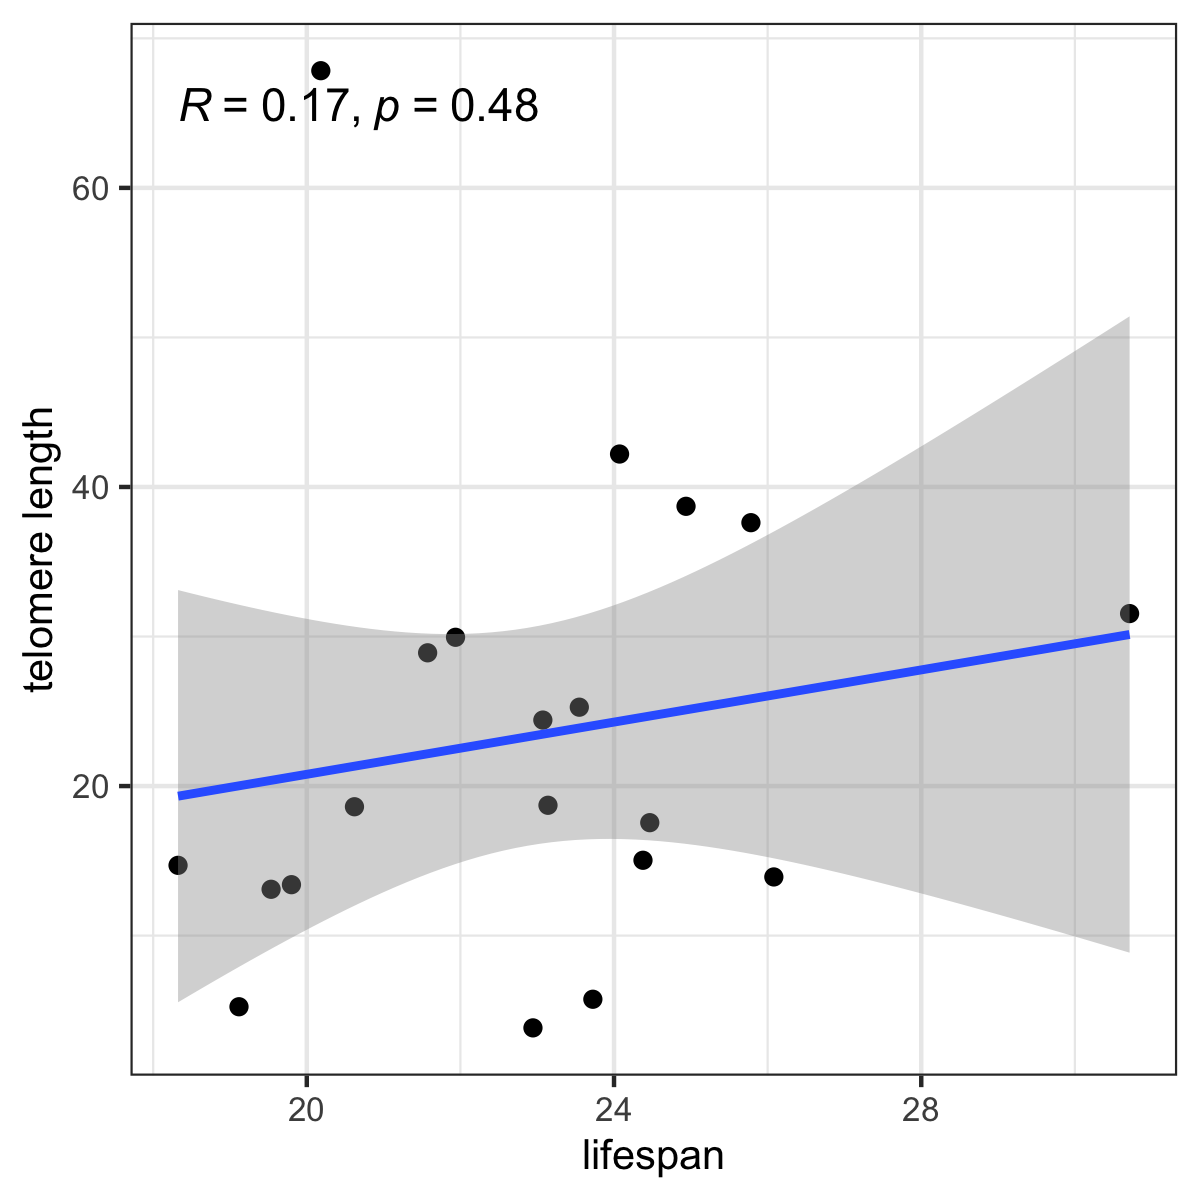 R = 0.17, p = 0.48
60
40
20
telomere length
20 24 28
lifespan